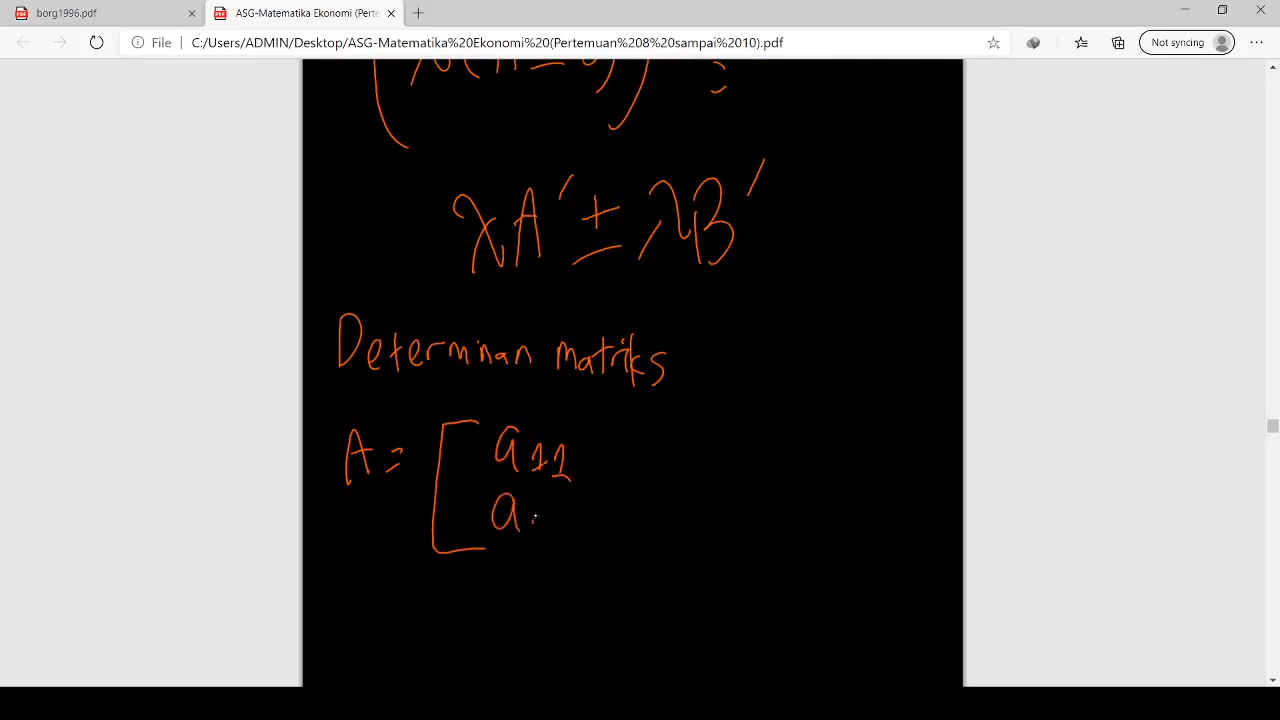 borg1996.pdf
ASG-Matematika Ekonomi (Perte
Not syncing
File
C:/Users/ADMIN/Desktop/ASG-Matematika%20Ekonomi%20(Pertemuan%208%20sampai%2010).pdf
λA' ± λB'
Determinan matriks
A = [ a11
a